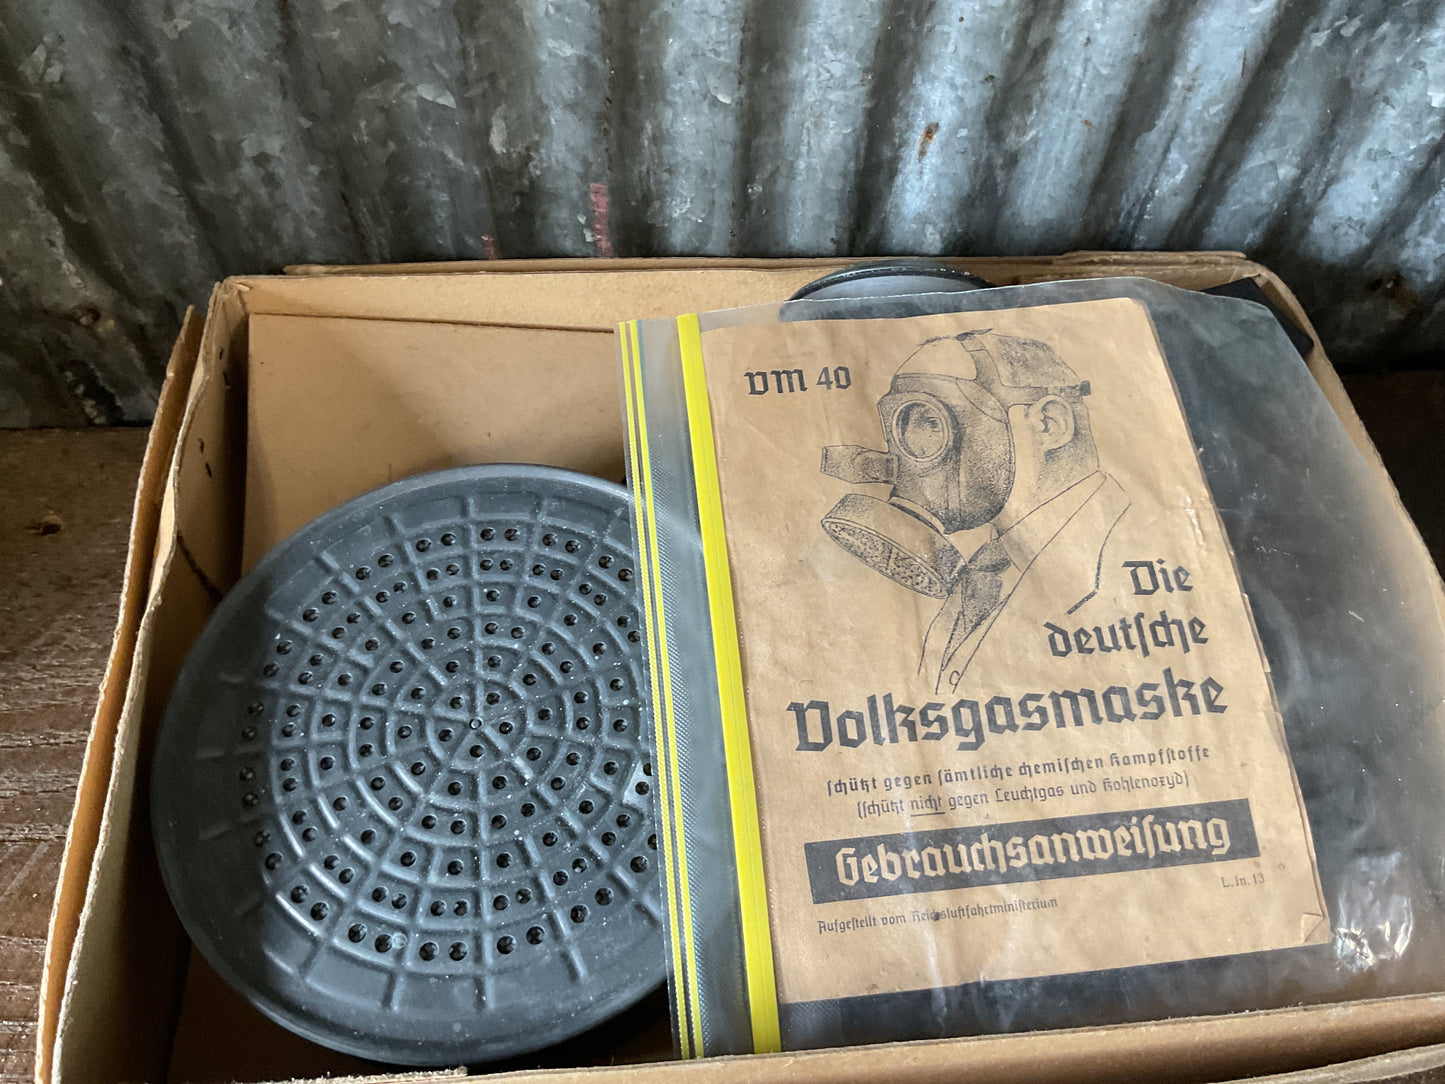 VM 40
Die
deutſche
Volksgasmaske
ſchützt gegen ſämtliche chemiſchen Kampfſtoffe
(ſchützt nicht gegen Leuchtgas und Kohlenoxyd)
Gebrauchsanweiſung
L. In. 13
Aufgeſtellt vom Reichsluftfahrtminiſterium